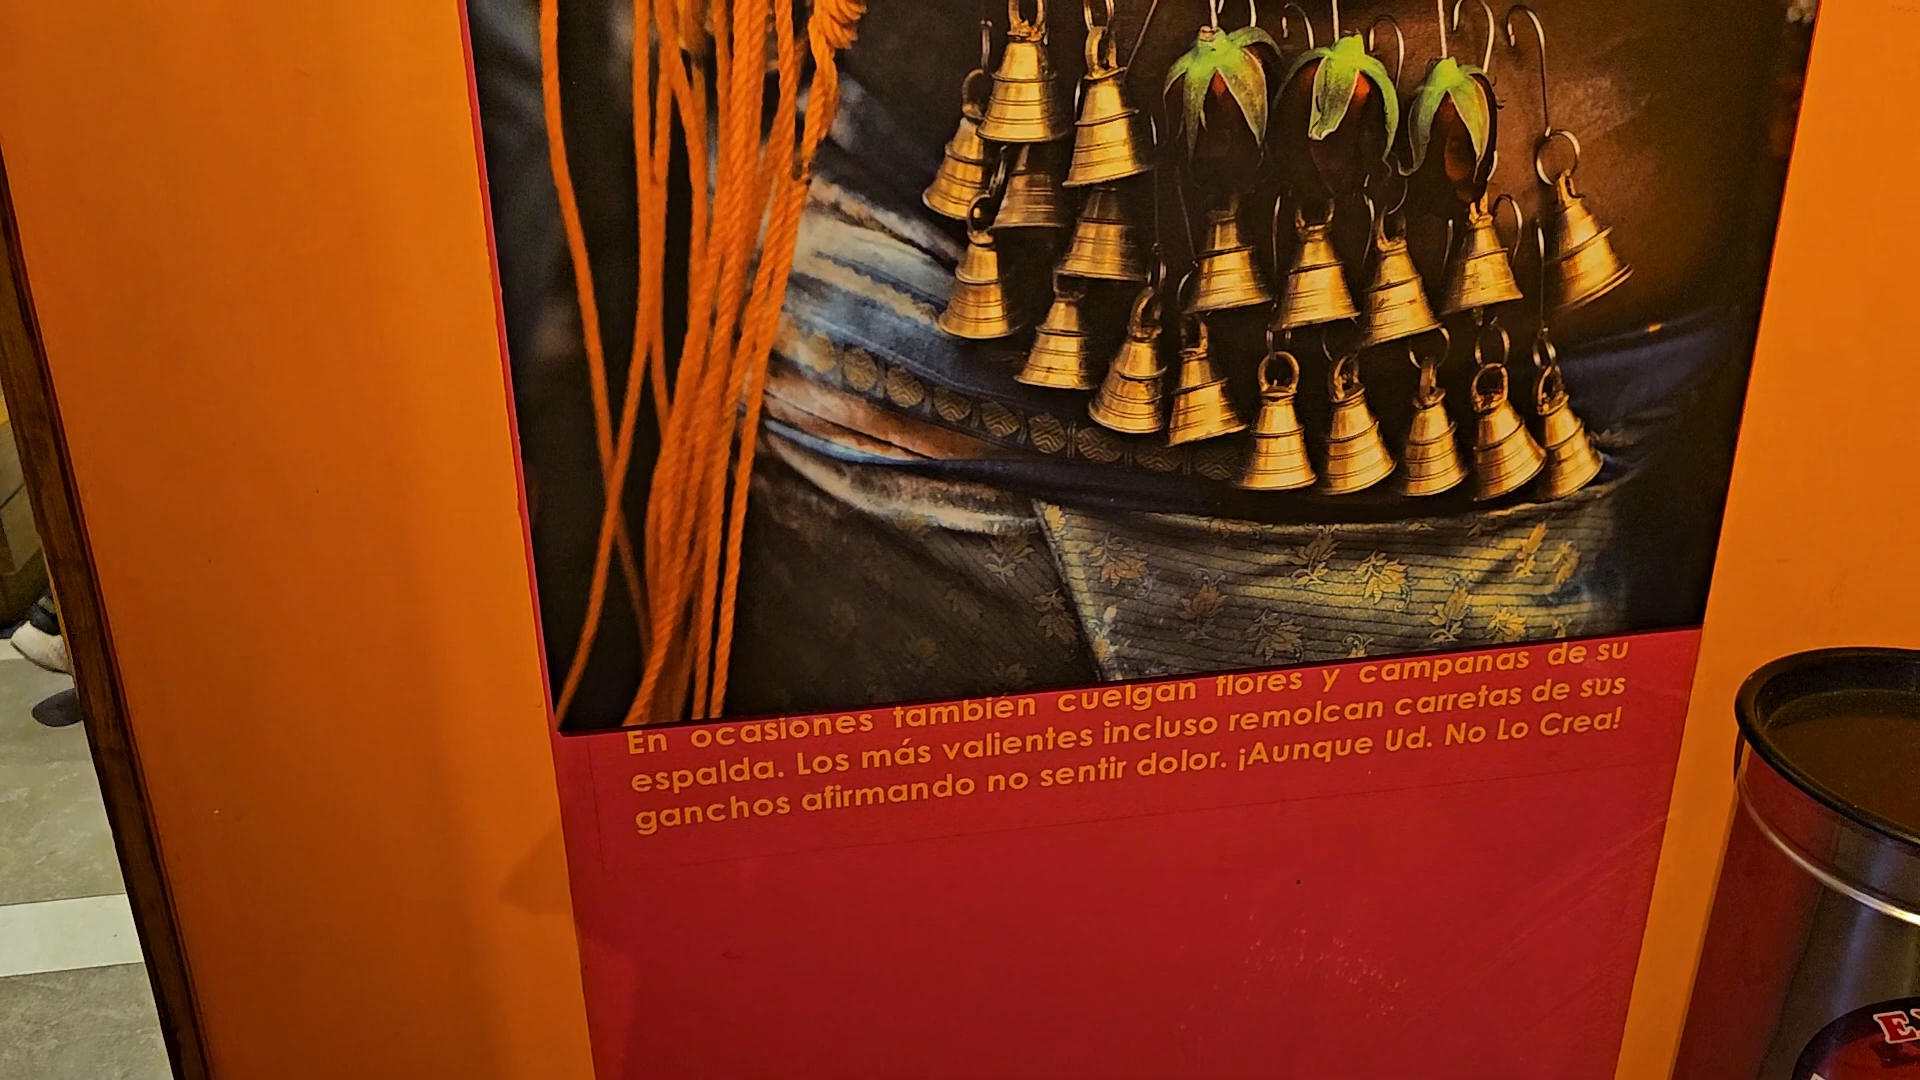 En ocasiones también cuelgan flores y campanas de su
espalda. Los más valientes incluso remolcan carretas de sus
ganchos afirmando no sentir dolor. ¡Aunque Ud. No Lo Crea!